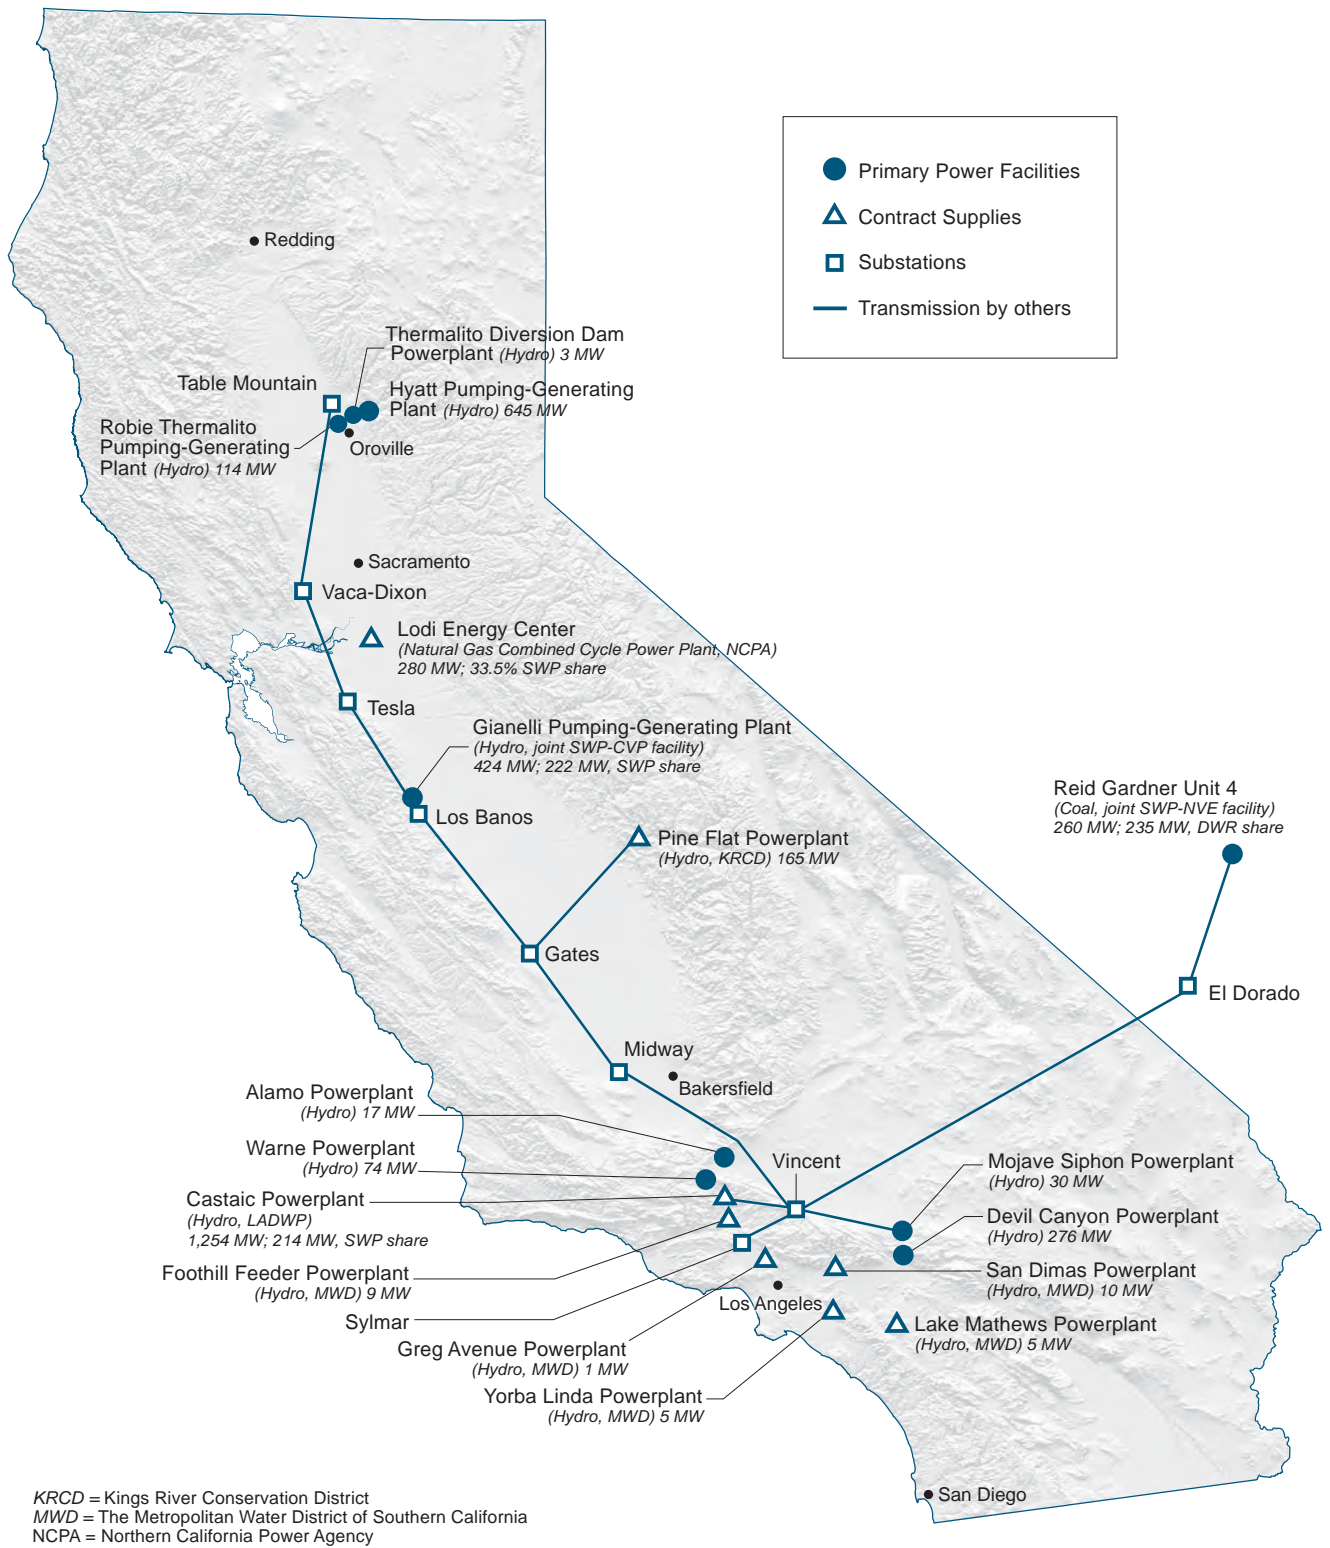 Primary Power Facilities
Contract Supplies
Substations
Transmission by others
Redding
Thermalito Diversion Dam
Powerplant (Hydro) 3 MW
Table Mountain
Hyatt Pumping-Generating
Plant (Hydro) 645 MW
Robie Thermalito
Pumping-Generating
Plant (Hydro) 114 MW
Oroville
Sacramento
Vaca-Dixon
Lodi Energy Center
(Natural Gas Combined Cycle Power Plant, NCPA)
280 MW; 33.5% SWP share
Tesla
Gianelli Pumping-Generating Plant
(Hydro, joint SWP-CVP facility)
424 MW; 222 MW, SWP share
Los Banos
Reid Gardner Unit 4
(Coal, joint SWP-NVE facility)
260 MW; 235 MW, DWR share
Pine Flat Powerplant
(Hydro, KRCD) 165 MW
Gates
El Dorado
Midway
Bakersfield
Alamo Powerplant
(Hydro) 17 MW
Warne Powerplant
(Hydro) 74 MW
Vincent
Mojave Siphon Powerplant
(Hydro) 30 MW
Castaic Powerplant
(Hydro, LADWP)
1,254 MW; 214 MW, SWP share
Devil Canyon Powerplant
(Hydro) 276 MW
Foothill Feeder Powerplant
(Hydro, MWD) 9 MW
San Dimas Powerplant
(Hydro, MWD) 10 MW
Los Angeles
Sylmar
Lake Mathews Powerplant
(Hydro, MWD) 5 MW
Greg Avenue Powerplant
(Hydro, MWD) 1 MW
Yorba Linda Powerplant
(Hydro, MWD) 5 MW
San Diego
KRCD = Kings River Conservation District
MWD = The Metropolitan Water District of Southern California
NCPA = Northern California Power Agency